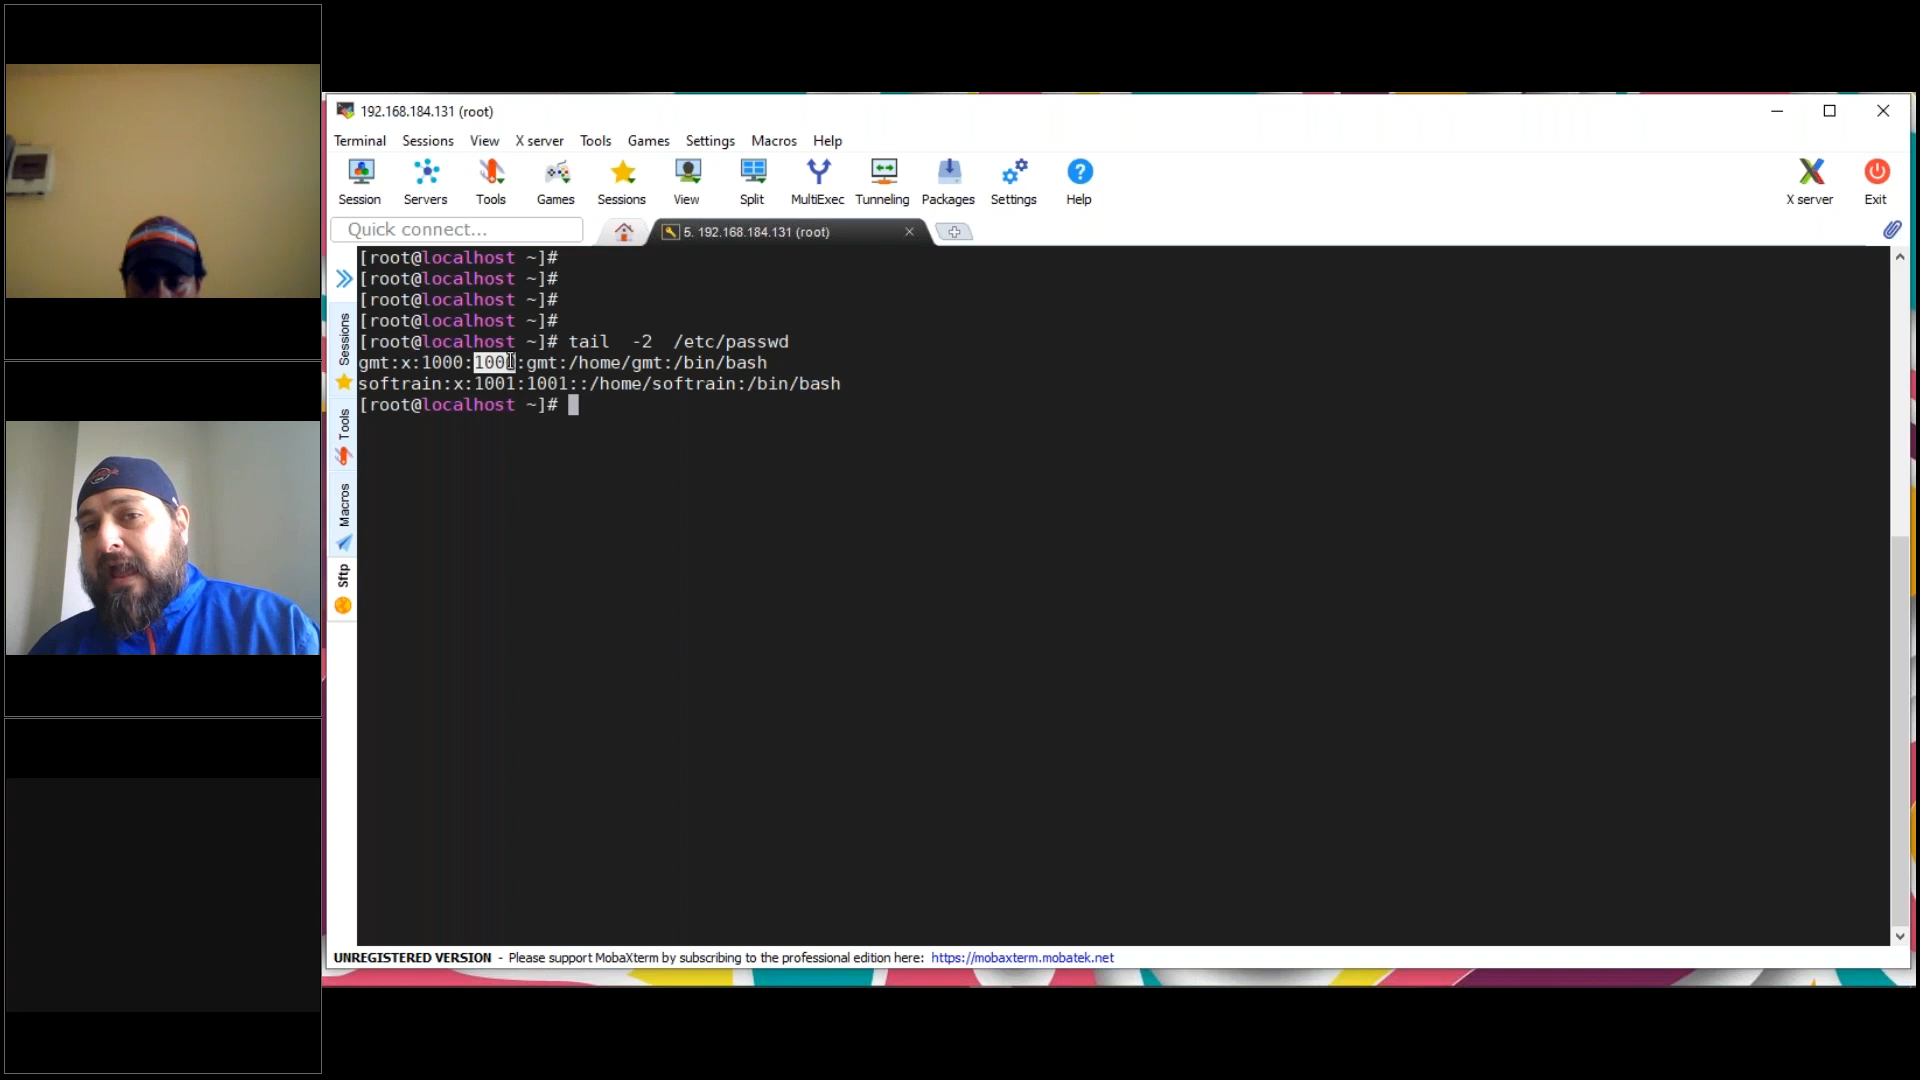 192.168.184.131 (root)
Terminal Sessions View X server Tools Games Settings Macros Help
Session Servers Tools Games Sessions View Split MultiExec Tunneling Packages Settings Help X server Exit
Quick connect...
5. 192.168.184.131 (root)
[root@localhost ~]#
[root@localhost ~]#
[root@localhost ~]#
[root@localhost ~]#
[root@localhost ~]# tail  -2  /etc/passwd
gmt:x:1000:1000:gmt:/home/gmt:/bin/bash
softrain:x:1001:1001::/home/softrain:/bin/bash
[root@localhost ~]#
Sessions
Tools
Macros
Sftp
UNREGISTERED VERSION - Please support MobaXterm by subscribing to the professional edition here: https://mobaxterm.mobatek.net